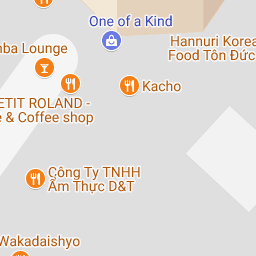 One of a Kind
ba Lounge
Hannuri Korea
Food Tôn Đức
Kacho
ETIT ROLAND -
e & Coffee shop
Công Ty TNHH
Ẩm Thực D&T
Wakadaishyo